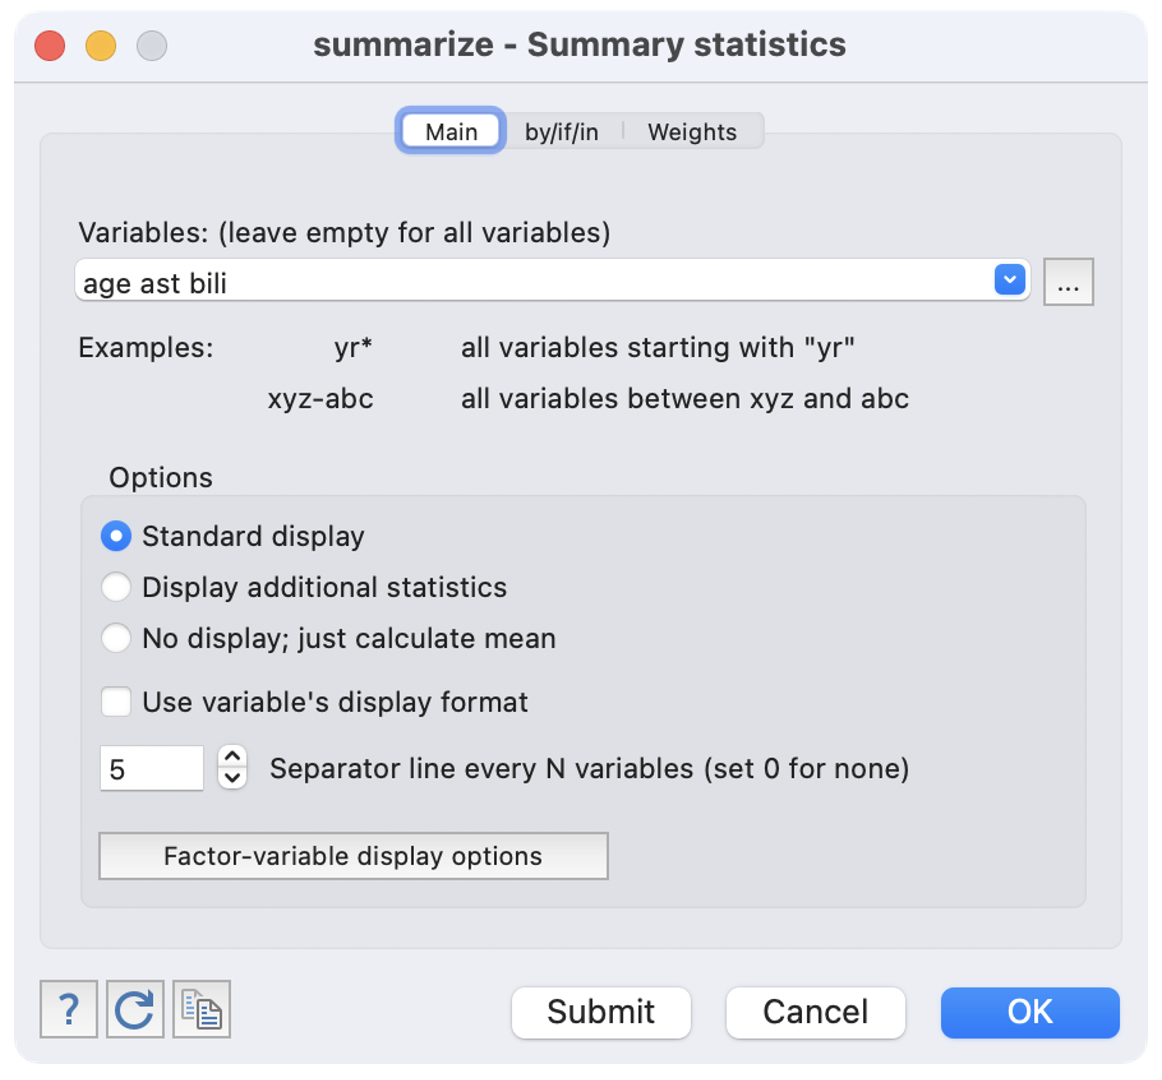 summarize - Summary statistics
Main by/if/in Weights
Variables: (leave empty for all variables)
age ast bili ...
Examples: yr* all variables starting with "yr"
xyz-abc all variables between xyz and abc
Options
Standard display
Display additional statistics
No display; just calculate mean
Use variable's display format
5 Separator line every N variables (set 0 for none)
Factor-variable display options
? Submit Cancel OK